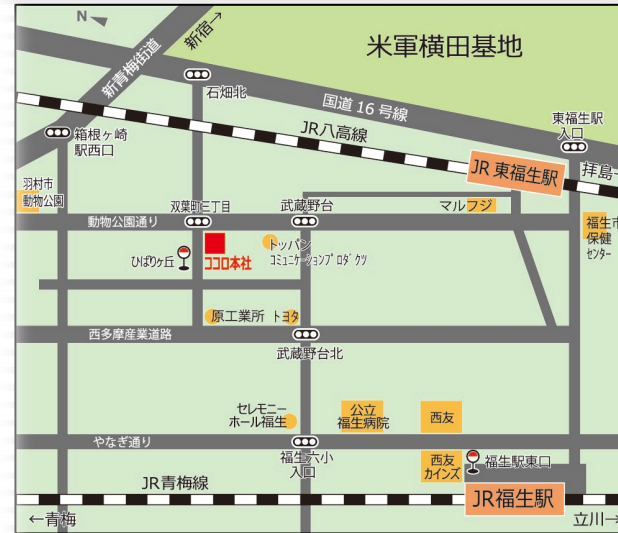 N
新宿→
新青梅街道
米軍横田基地
石畑北
国道16号線
東福生駅
入口
箱根ヶ崎
駅西口
JR八高線
JR 東福生駅
拝島→
羽村市
動物公園
双葉町三丁目
武蔵野台
マルフジ
動物公園通り
福生市
保健
センター
ひばりヶ丘
ココロ本社
トッパン
コミュニケーションプロダクツ
原工業所
トヨタ
西多摩産業道路
武蔵野台北
セレモニー
ホール福生
公立
福生病院
西友
やなぎ通り
福生六小
入口
西友
カインズ
福生駅東口
JR青梅線
JR福生駅
←青梅
立川→